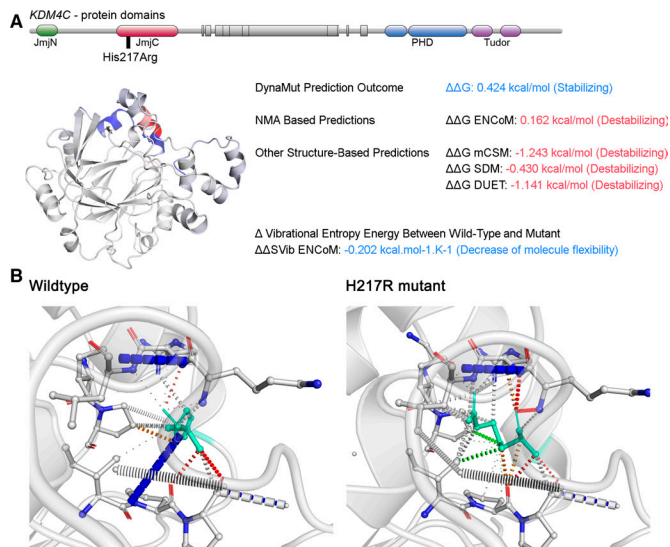 A
KDM4C - protein domains
JmjN
JmjC
PHD
Tudor
His217Arg
DynaMut Prediction Outcome
ΔΔG: 0.424 kcal/mol (Stabilizing)
NMA Based Predictions
ΔΔG ENCoM: 0.162 kcal/mol (Destabilizing)
Other Structure-Based Predictions
ΔΔG mCSM: -1.243 kcal/mol (Destabilizing)
ΔΔG SDM: -0.430 kcal/mol (Destabilizing)
ΔΔG DUET: -1.141 kcal/mol (Destabilizing)
Δ Vibrational Entropy Energy Between Wild-Type and Mutant
ΔΔSVib ENCoM: -0.202 kcal.mol-1.K-1 (Decrease of molecule flexibility)
B
Wildtype
H217R mutant